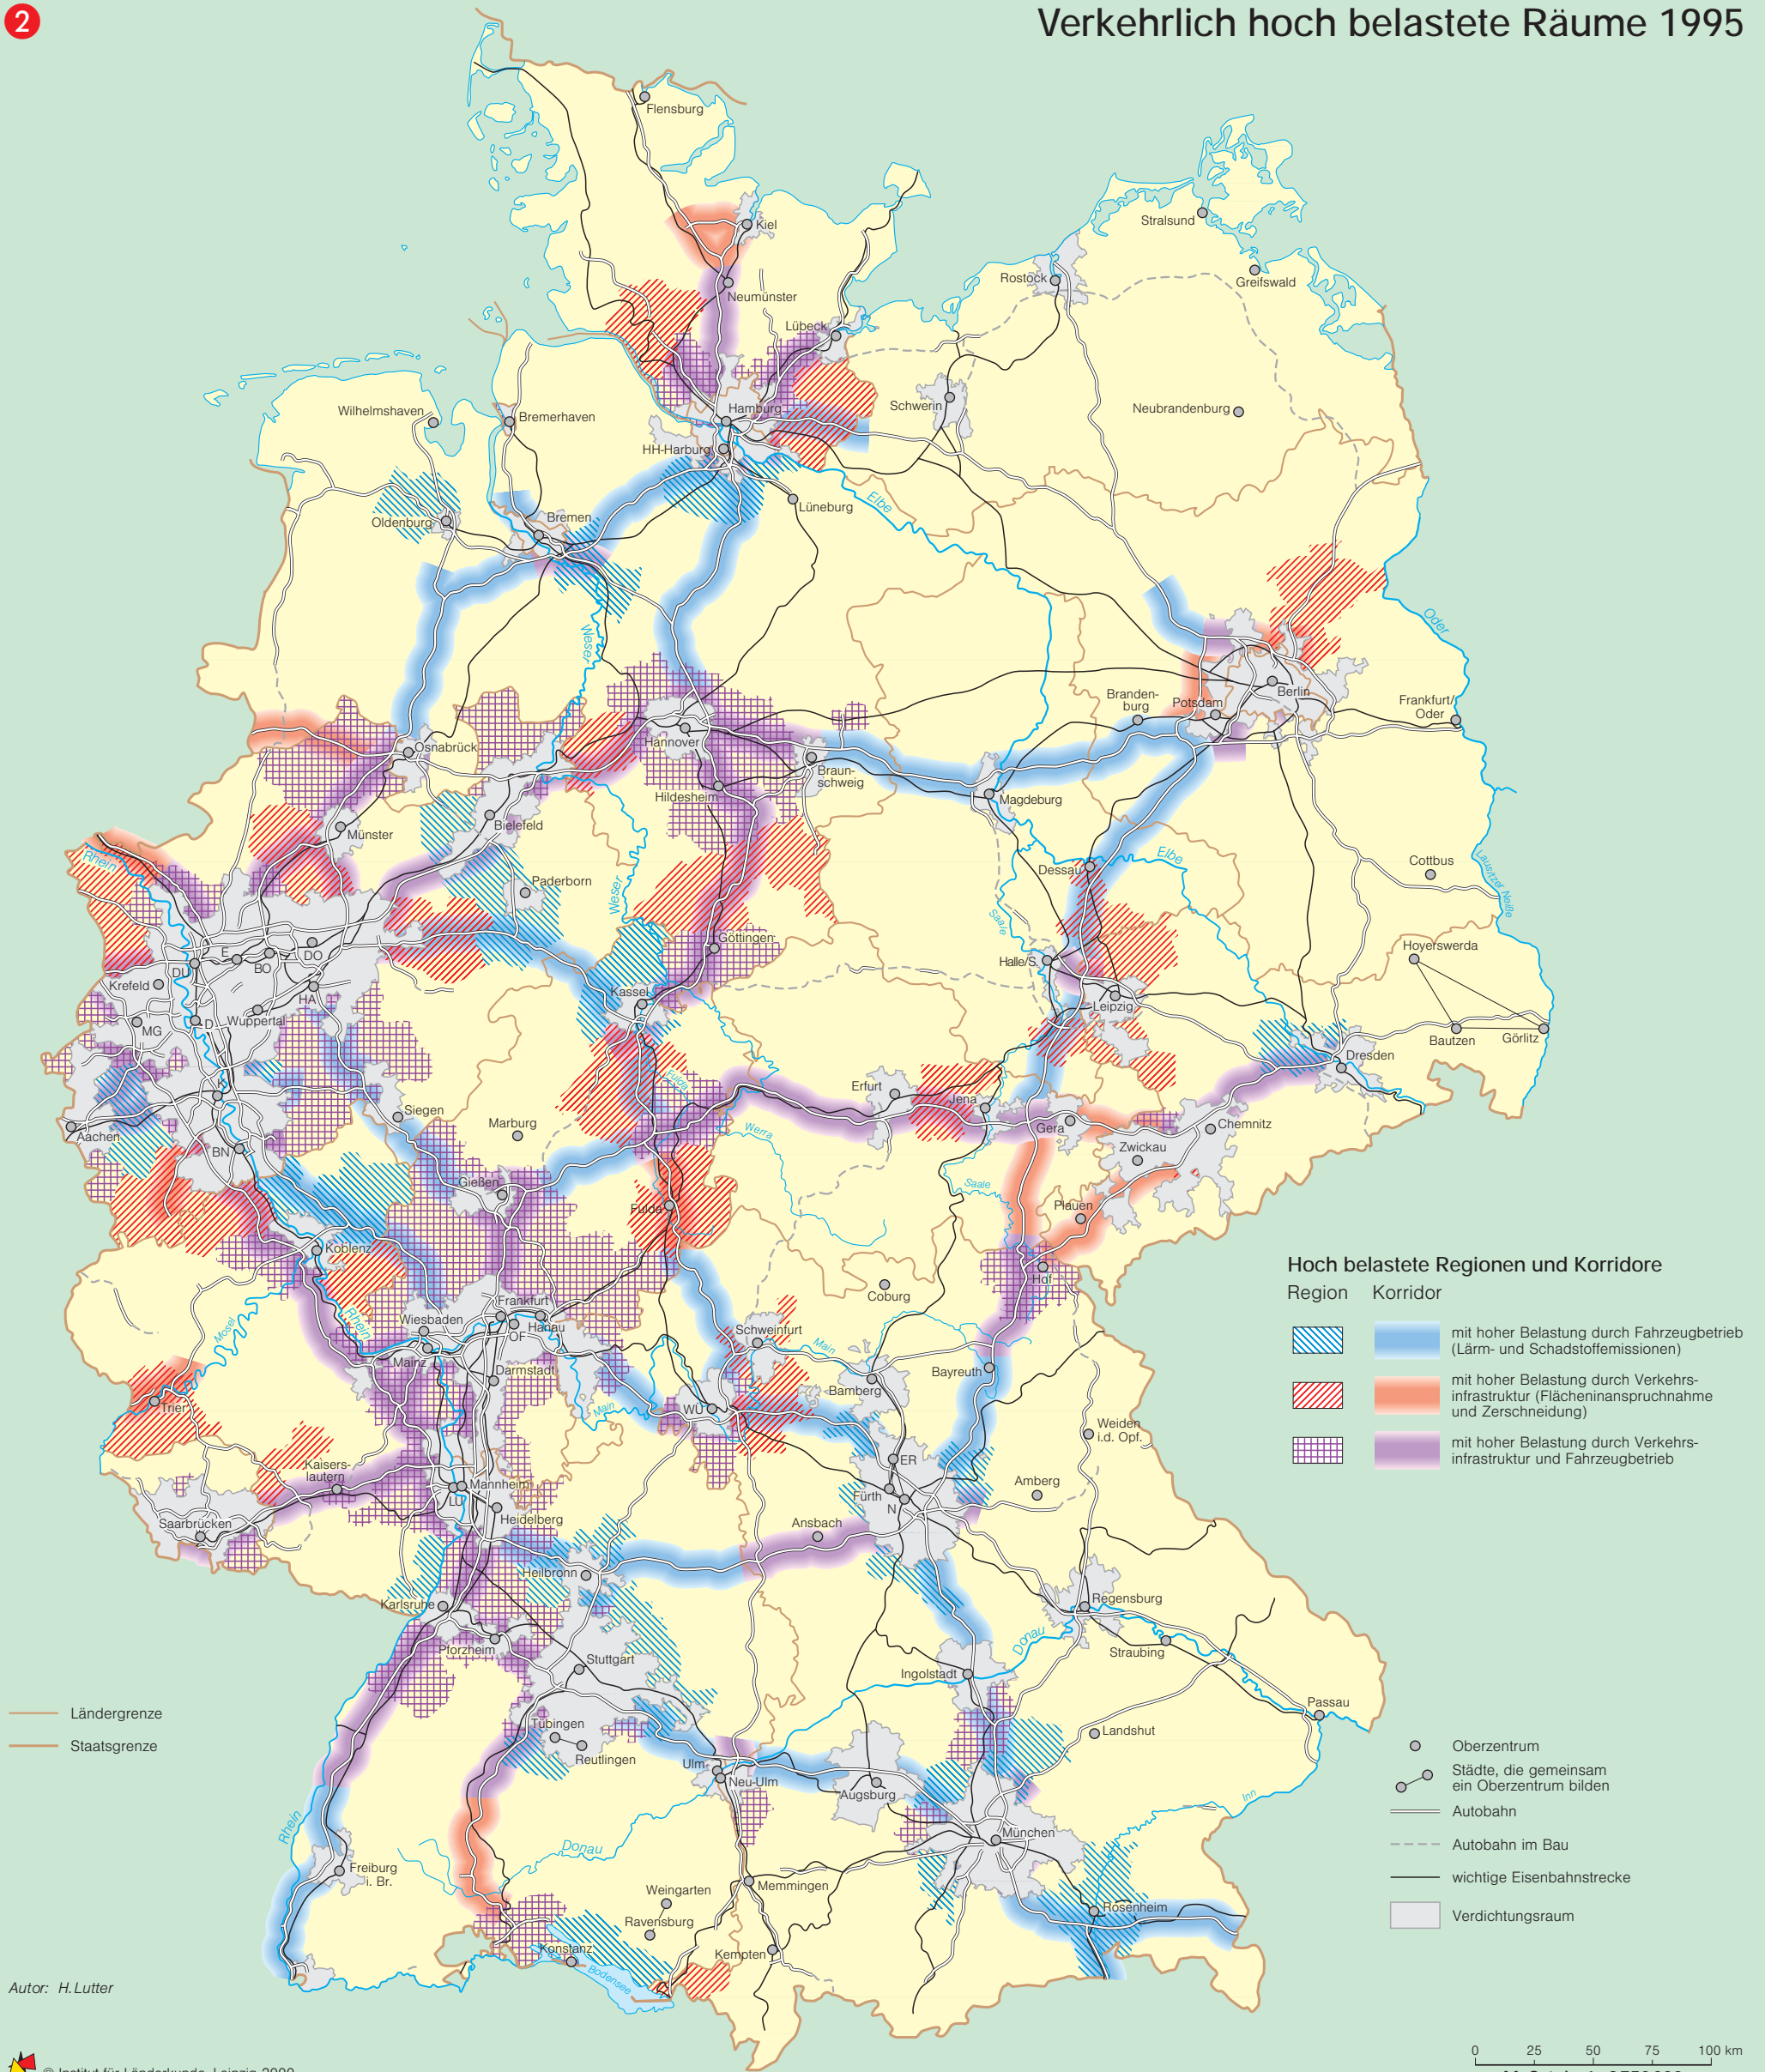 2
Verkehrlich hoch belastete Räume 1995
Flensburg
Kiel
Stralsund
Greifswald
Rostock
Neumünster
Lübeck
Wilhelmshaven
Bremerhaven
Hamburg
HH-Harburg
Schwerin
Neubrandenburg
Lüneburg
Elbe
Oldenburg
Bremen
Weser
Oder
Berlin
Branden-
burg
Potsdam
Frankfurt/
Oder
Osnabrück
Hannover
Braun-
schweig
Hildesheim
Magdeburg
Münster
Bielefeld
Rhein
Paderborn
Weser
Dessau
Elbe
Cottbus
Lausitzer Neiße
Saale
Göttingen
Hoyerswerda
E
DO
BO
DU
Krefeld
HA
Halle/S.
Kassel
Leipzig
MG
D
Wuppertal
Bautzen
Görlitz
Dresden
K
Fulda
Erfurt
Jena
Siegen
Marburg
Aachen
Gera
Chemnitz
Werra
Zwickau
BN
Gießen
Saale
Fulda
Plauen
Koblenz
Hof
Coburg
Mosel
Rhein
Wiesbaden
Frankfurt
OF
Hanau
Schweinfurt
Main
Mainz
Darmstadt
Bayreuth
Bamberg
Trier
Main
WÜ
Weiden
i.d. Opf.
ER
Kaisers-
lautern
Mannheim
LU
Amberg
Fürth
N
Saarbrücken
Heidelberg
Ansbach
Heilbronn
Karlsruhe
Regensburg
Pforzheim
Donau
Straubing
Stuttgart
Ingolstadt
Passau
Tübingen
Reutlingen
Landshut
Ulm
Neu-Ulm
Augsburg
Inn
Rhein
München
Donau
Freiburg
i. Br.
Weingarten
Memmingen
Ravensburg
Rosenheim
Konstanz
Kempten
Bodensee
Hoch belastete Regionen und Korridore
Region Korridor
mit hoher Belastung durch Fahrzeugbetrieb
(Lärm- und Schadstoffemissionen)
mit hoher Belastung durch Verkehrs-
infrastruktur (Flächeninanspruchnahme
und Zerschneidung)
mit hoher Belastung durch Verkehrs-
infrastruktur und Fahrzeugbetrieb
Ländergrenze
Staatsgrenze
Oberzentrum
Städte, die gemeinsam
ein Oberzentrum bilden
Autobahn
Autobahn im Bau
wichtige Eisenbahnstrecke
Verdichtungsraum
Autor: H. Lutter
0 25 50 75 100 km